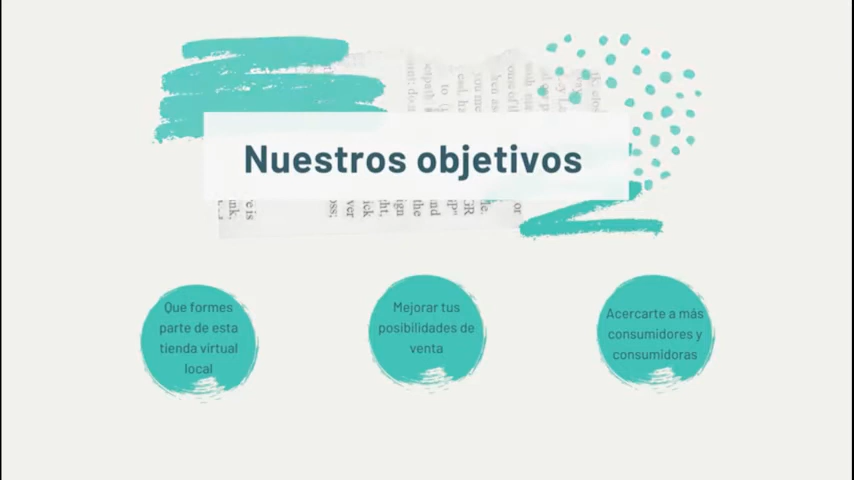 Nuestros objetivos
Que formes
parte de esta
tienda virtual
local
Mejorar tus
posibilidades de
venta
Acercarte a más
consumidores y
consumidoras